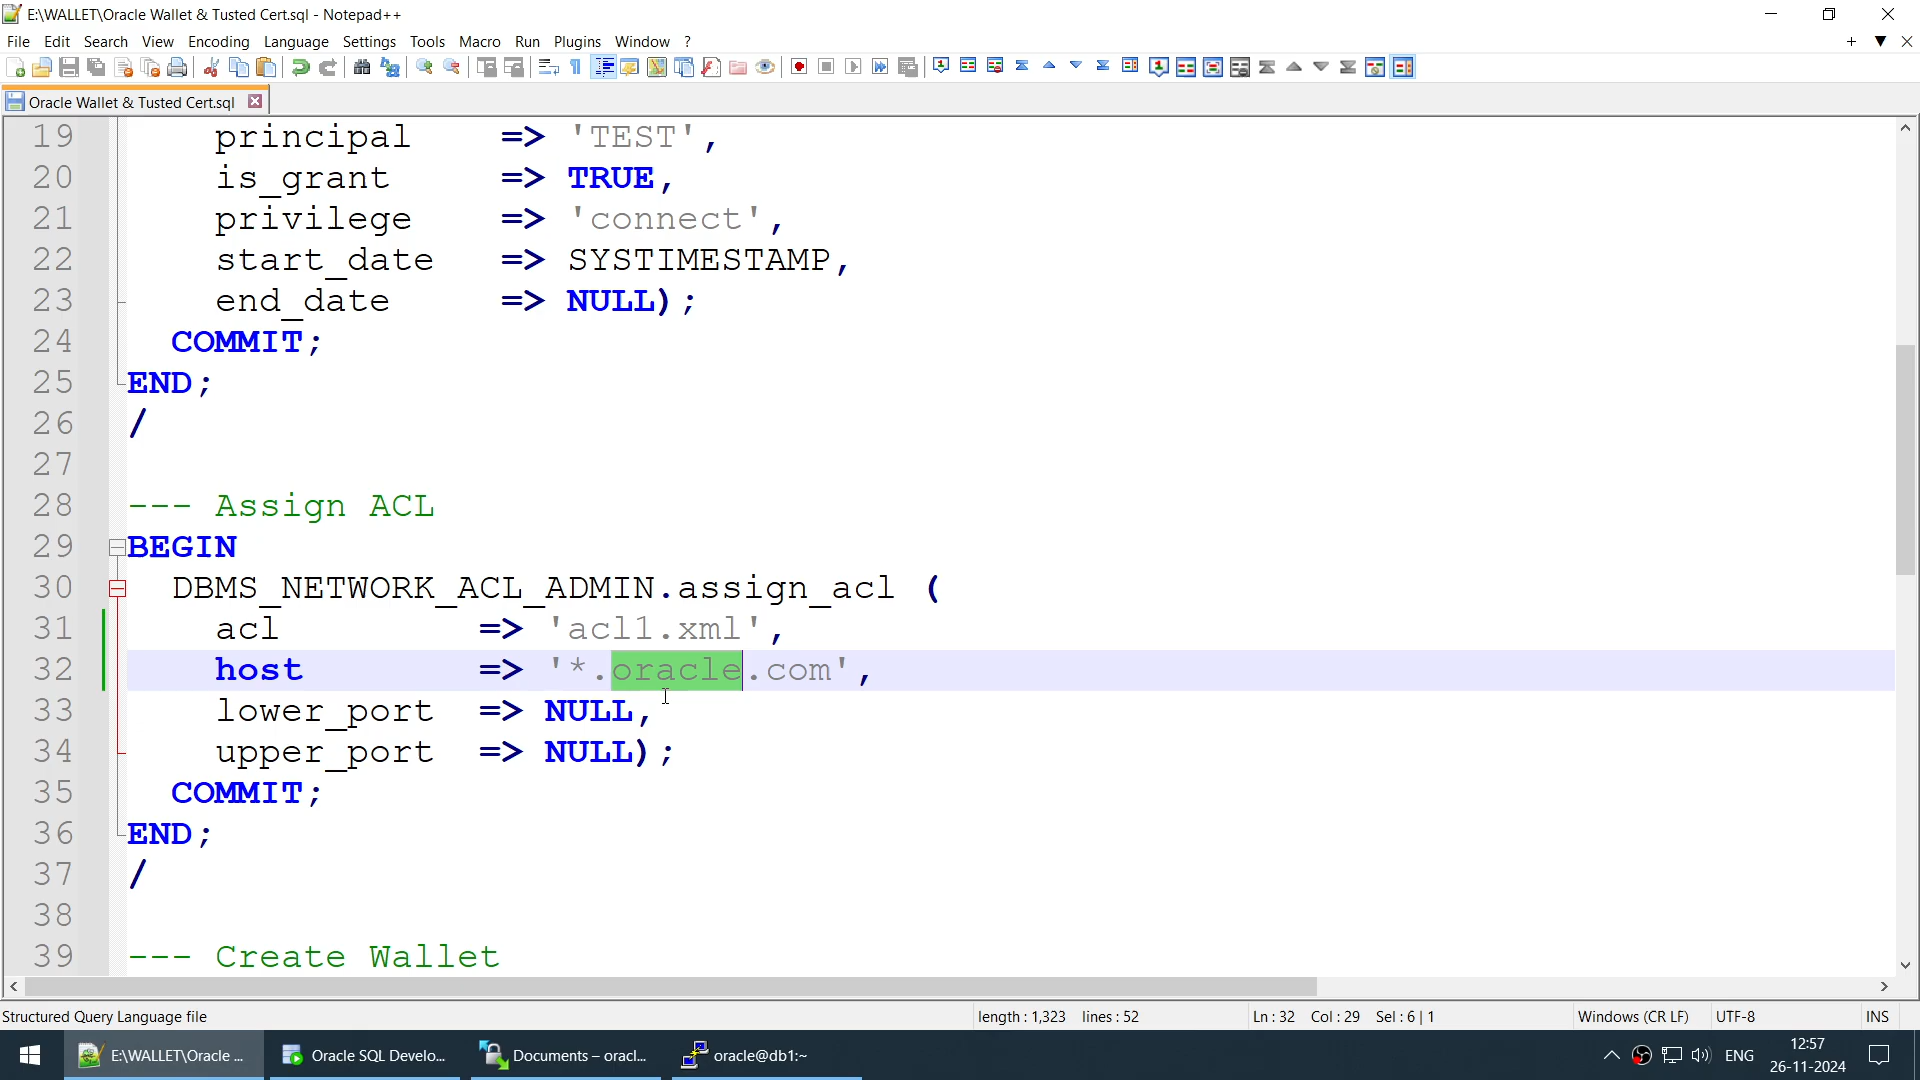 E:\WALLET\Oracle Wallet & Tusted Cert.sql - Notepad++
File Edit Search View Encoding Language Settings Tools Macro Run Plugins Window ?
Oracle Wallet & Tusted Cert.sql
19 principal => 'TEST',
20 is_grant => TRUE,
21 privilege => 'connect',
22 start_date => SYSTIMESTAMP,
23 end_date => NULL);
24 COMMIT;
25 END;
26 /
27
28 --- Assign ACL
29 BEGIN
30 DBMS_NETWORK_ACL_ADMIN.assign_acl (
31 acl => 'acl1.xml',
32 host => '*.oracle.com',
33 lower_port => NULL,
34 upper_port => NULL);
35 COMMIT;
36 END;
37 /
38
39 --- Create Wallet
Structured Query Language file length : 1,323 lines : 52 Ln : 32 Col : 29 Sel : 6 | 1 Windows (CR LF) UTF-8 INS
E:\WALLET\Oracle ... Oracle SQL Develo... Documents – oracl... oracle@db1:~ ENG 12:57
26-11-2024